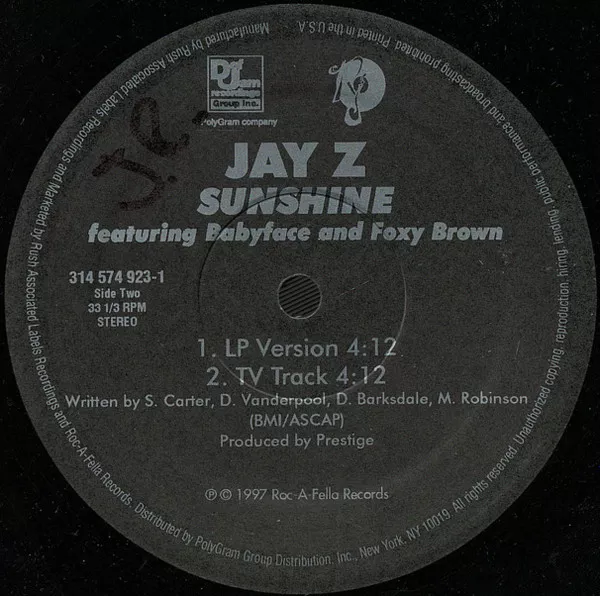 Manufactured by Rush Associated Labels Recordings and Marketed by Rush Associated Labels Recordings and Roc-A-Fella Records. Distributed by PolyGram Group Distribution, Inc., New York, NY 10019. All rights reserved. Unauthorized copying, reproduction, hiring, lending, public performance and broadcasting prohibited. Printed in the U.S.A.
Def Jam
recordings
Group Inc.
PolyGram company
J.R.
JAY Z
SUNSHINE
featuring Babyface and Foxy Brown
314 574 923-1
Side Two
33 1/3 RPM
STEREO
1. LP Version 4:12
2. TV Track 4:12
Written by S. Carter, D. Vanderpool, D. Barksdale, M. Robinson
(BMI/ASCAP)
Produced by Prestige
℗ © 1997 Roc-A-Fella Records